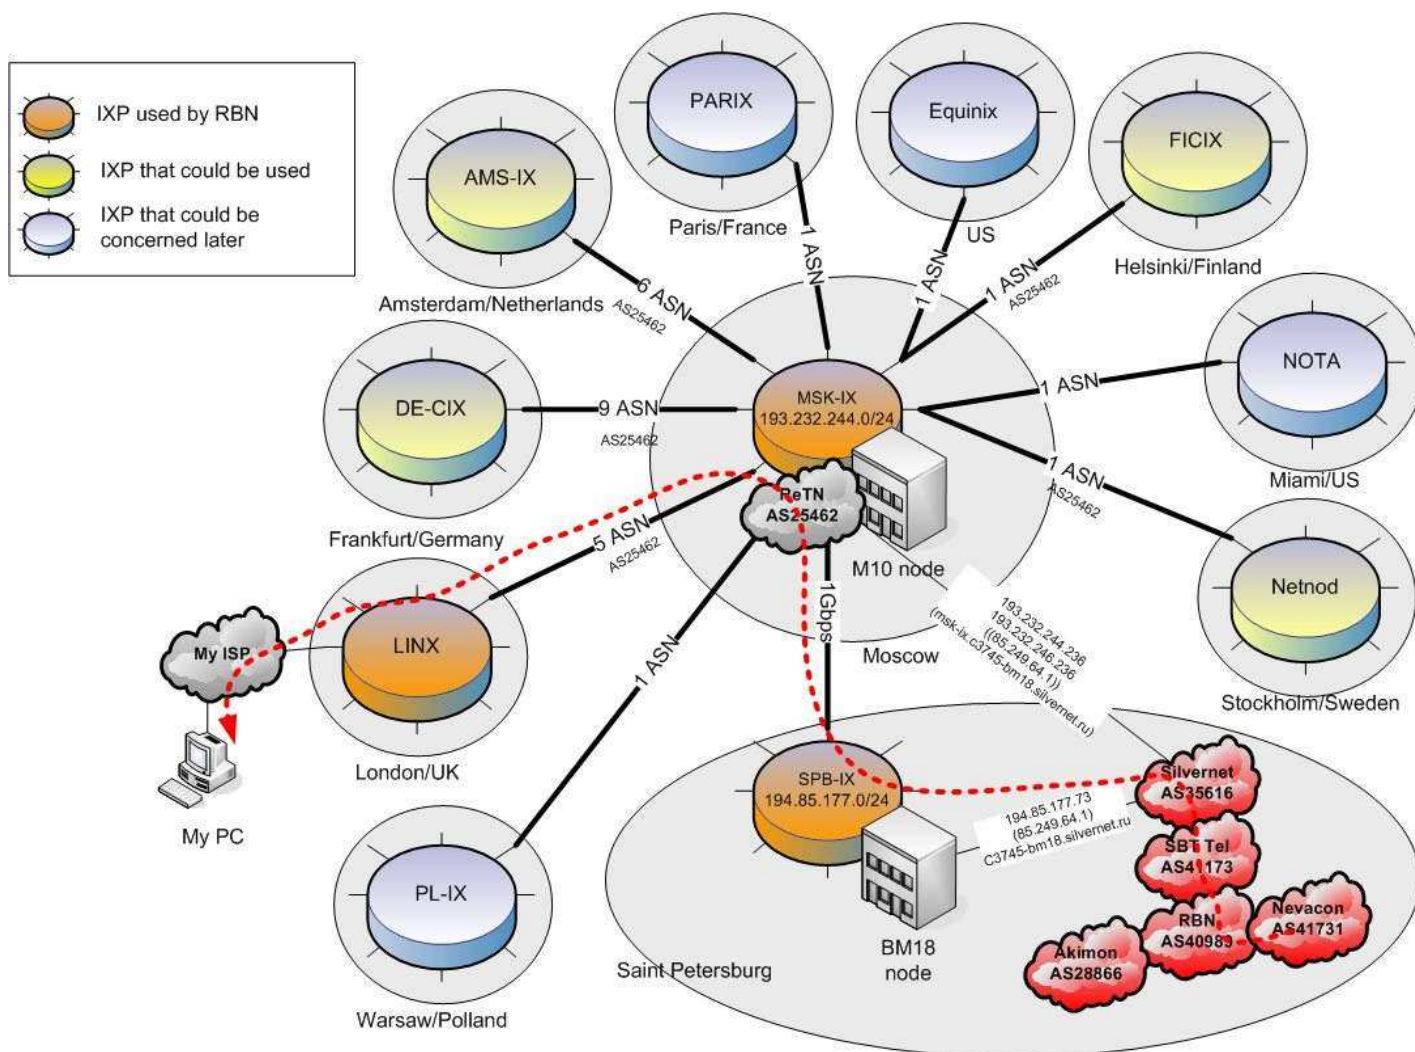 IXP used by RBN
IXP that could be used
IXP that could be
concerned later
AMS-IX
Amsterdam/Netherlands
PARIX
Paris/France
Equinix
US
FICIX
Helsinki/Finland
6 ASN
AS25462
1 ASN
1 ASN
1 ASN
AS25462
DE-CIX
Frankfurt/Germany
9 ASN
AS25462
MSK-IX
193.232.244.0/24
1 ASN
NOTA
Miami/US
ReTN
AS25462
M10 node
Moscow
1 ASN
AS25462
Netnod
Stockholm/Sweden
5 ASN
AS25462
My ISP
LINX
London/UK
My PC
1 ASN
1Gbps
193.232.244.236
193.232.246.236
((85.249.64.1))
(msk-ix.c3745-bm18.silvernet.ru)
PL-IX
Warsaw/Polland
SPB-IX
194.85.177.0/24
194.85.177.73
(85.249.64.1)
C3745-bm18.silvernet.ru
BM18
node
Saint Petersburg
Silvernet
AS35616
SBT Tel
AS41173
RBN
AS40989
Nevacon
AS41731
Akimon
AS28866